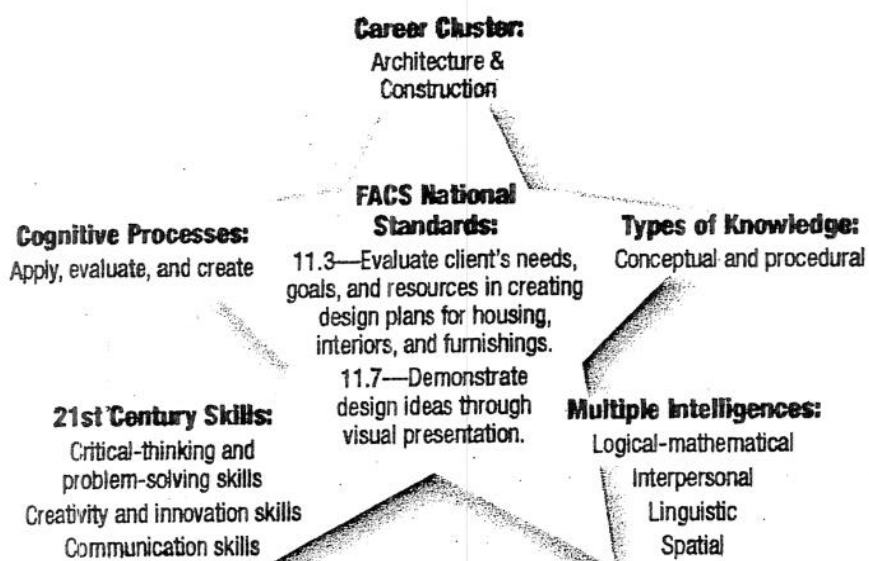 Career Cluster:
Architecture &
Construction
FACS National
Standards:
11.3—Evaluate client's needs,
goals, and resources in creating
design plans for housing,
interiors, and furnishings.
11.7—Demonstrate
design ideas through
visual presentation.
Cognitive Processes:
Apply, evaluate, and create
Types of Knowledge:
Conceptual and procedural
21st Century Skills:
Critical-thinking and
problem-solving skills
Creativity and innovation skills
Communication skills
Multiple Intelligences:
Logical-mathematical
Interpersonal
Linguistic
Spatial